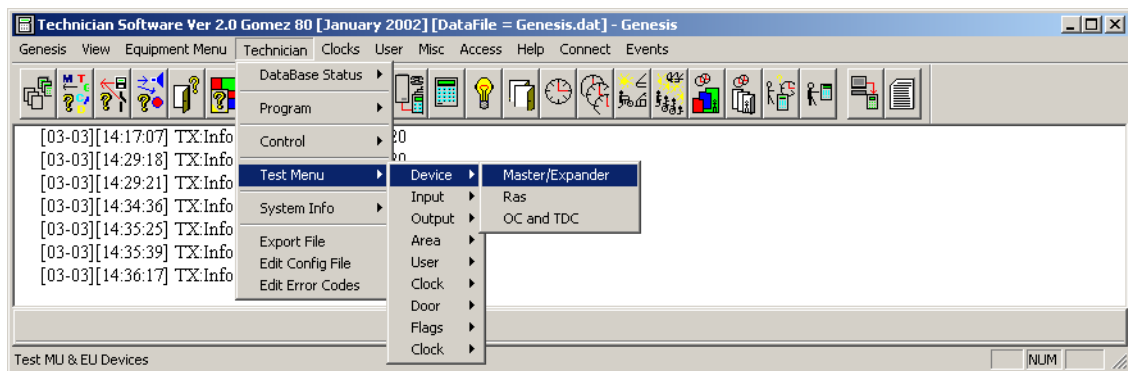 Technician Software Ver 2.0 Gomez 80 [January 2002] [DataFile = Genesis.dat] - Genesis
Genesis View Equipment Menu Technician Clocks User Misc Access Help Connect Events
DataBase Status
Program
Control
Test Menu
System Info
Export File
Edit Config File
Edit Error Codes
Device
Input
Output
Area
User
Clock
Door
Flags
Clock
Master/Expander
Ras
OC and TDC
[03-03][14:17:07] TX:Info
[03-03][14:29:18] TX:Info
[03-03][14:29:21] TX:Info
[03-03][14:34:36] TX:Info
[03-03][14:35:25] TX:Info
[03-03][14:35:39] TX:Info
[03-03][14:36:17] TX:Info
Test MU & EU Devices
NUM